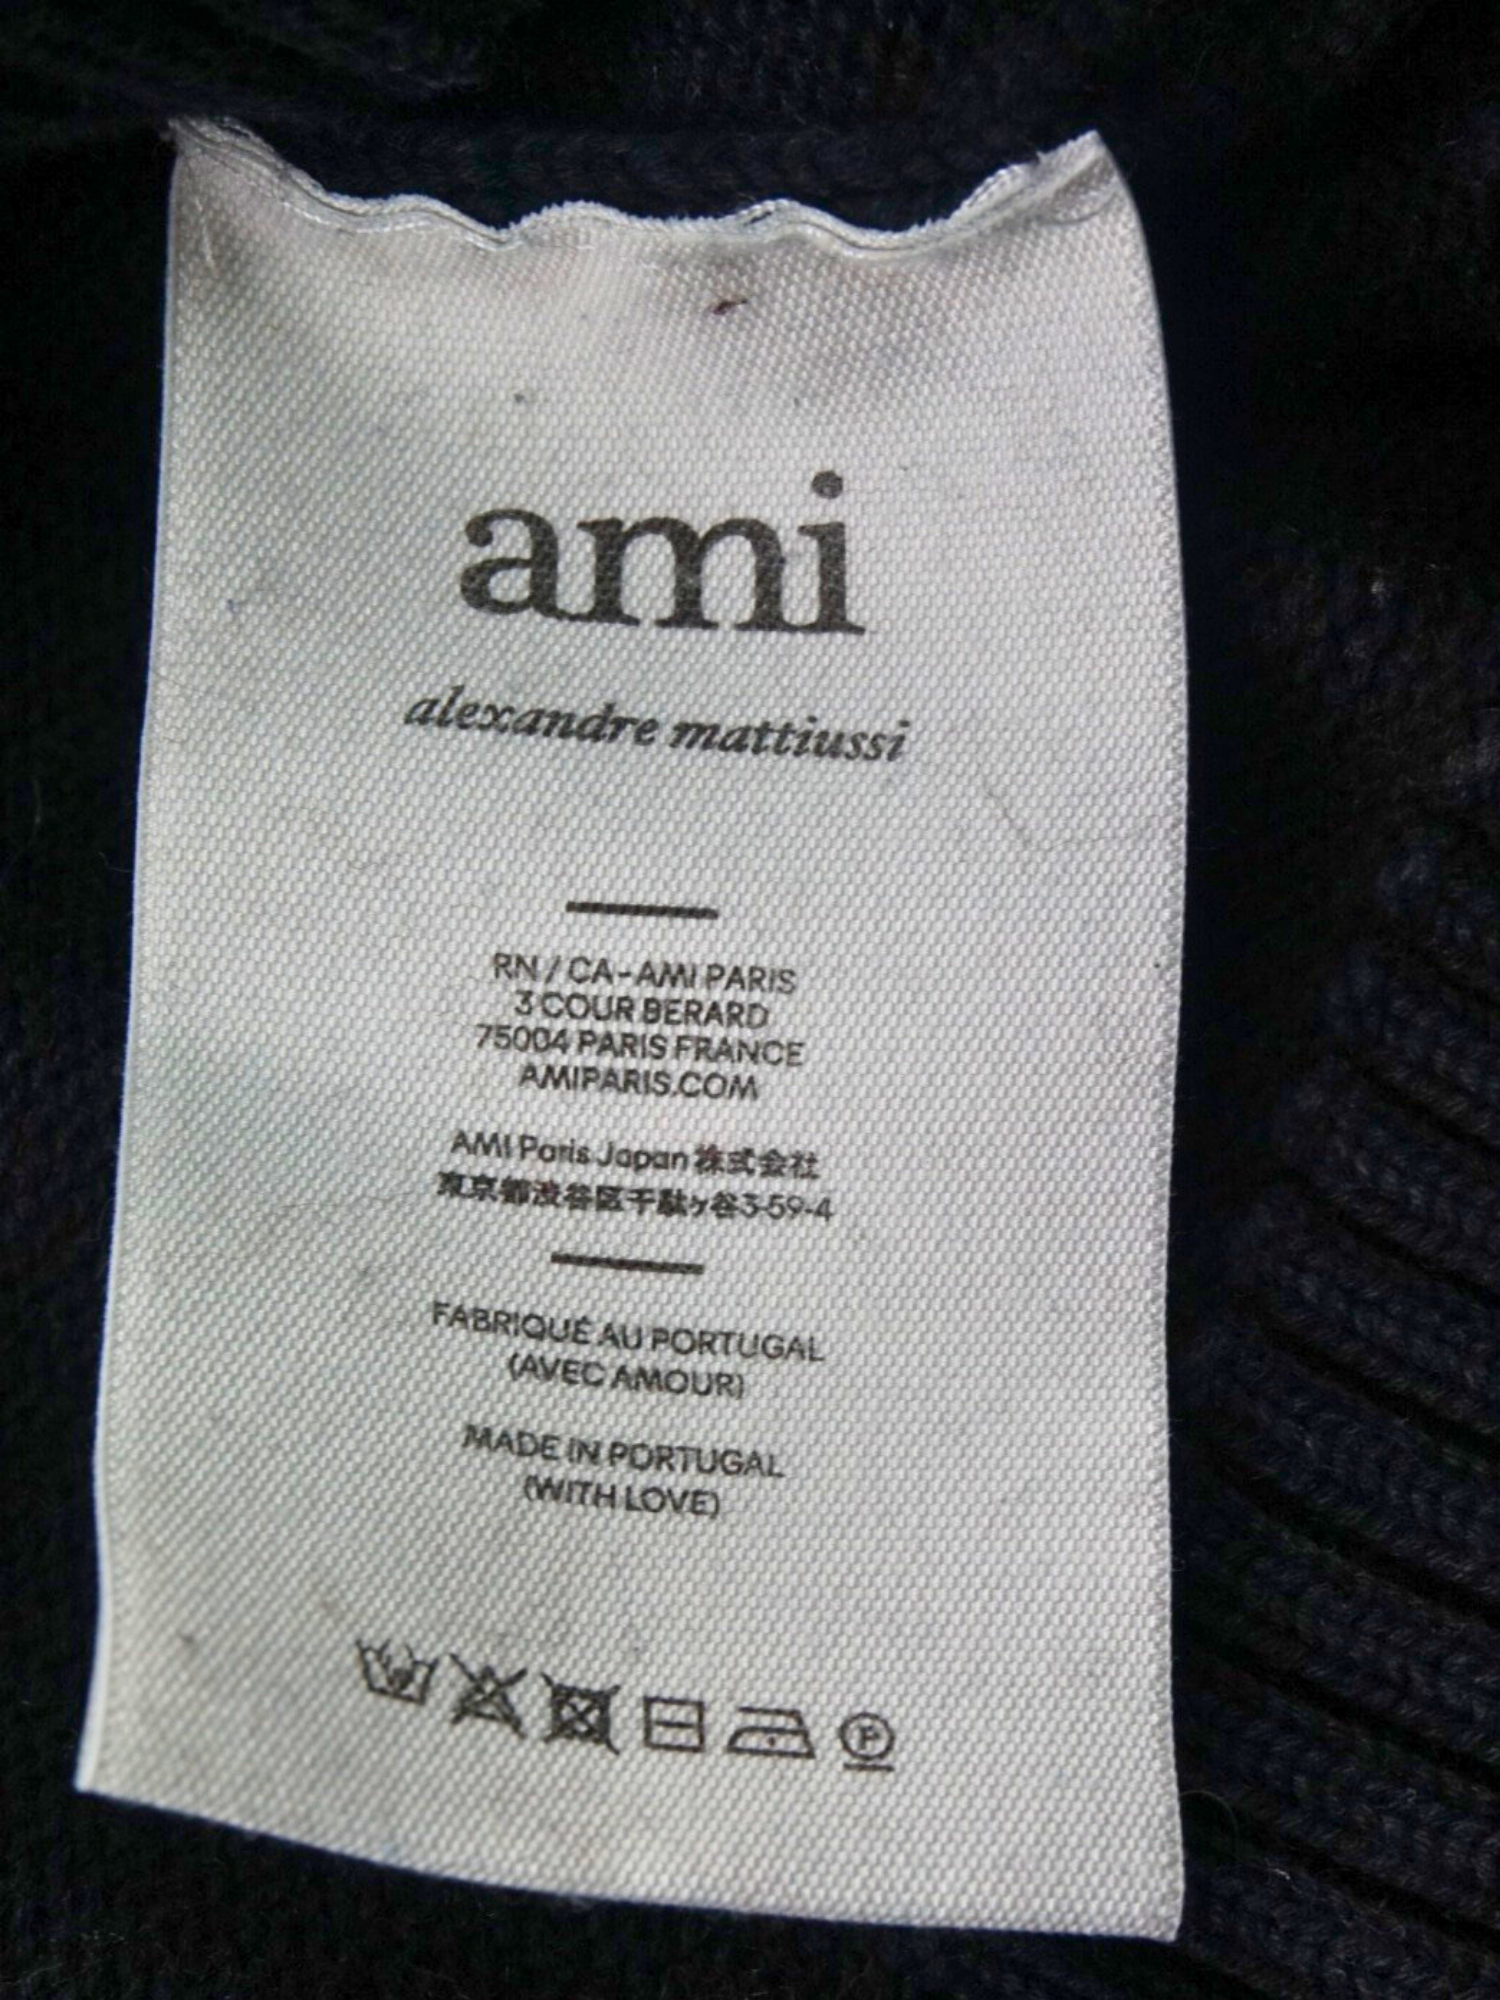 ami
alexandre mattiussi
RN / CA-AMI PARIS
3 COUR BERARD
75004 PARIS FRANCE
AMIPARIS.COM
AMI Paris Japan 株式会社
東京都渋谷区千駄ヶ谷3-59-4
FABRIQUÉ AU PORTUGAL
(AVEC AMOUR)
MADE IN PORTUGAL
(WITH LOVE)
P